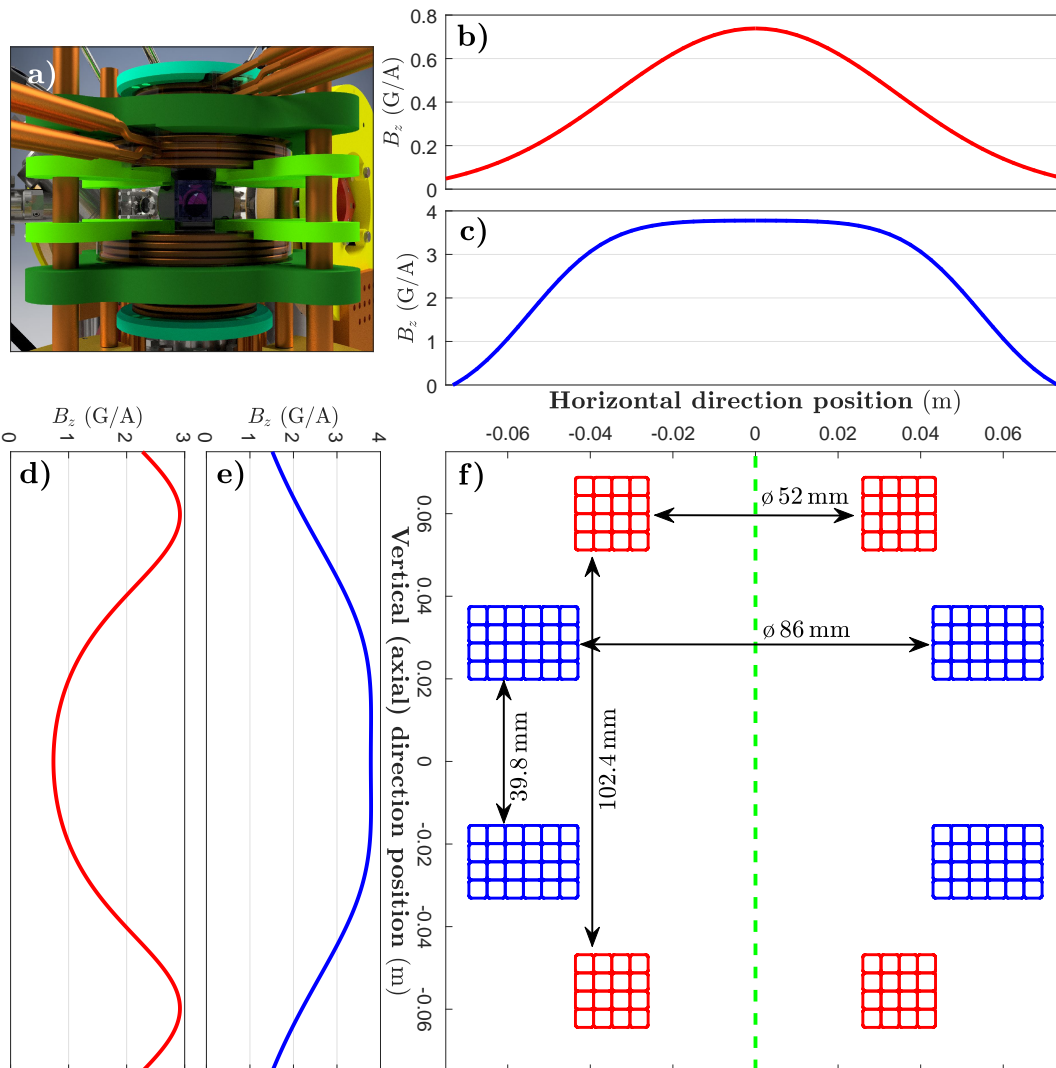 a)
b)
B_z (G/A)
0.8
0.6
0.4
0.2
0
c)
B_z (G/A)
4
3
2
1
0
Horizontal direction position (m)
-0.06 -0.04 -0.02 0 0.02 0.04 0.06
d)
B_z (G/A)
0 1 2 3
e)
B_z (G/A)
0 1 2 3 4
Vertical (axial) direction position (m)
0.06
0.04
0.02
0
-0.02
-0.04
-0.06
f)
ø 52 mm
ø 86 mm
39.8 mm
102.4 mm